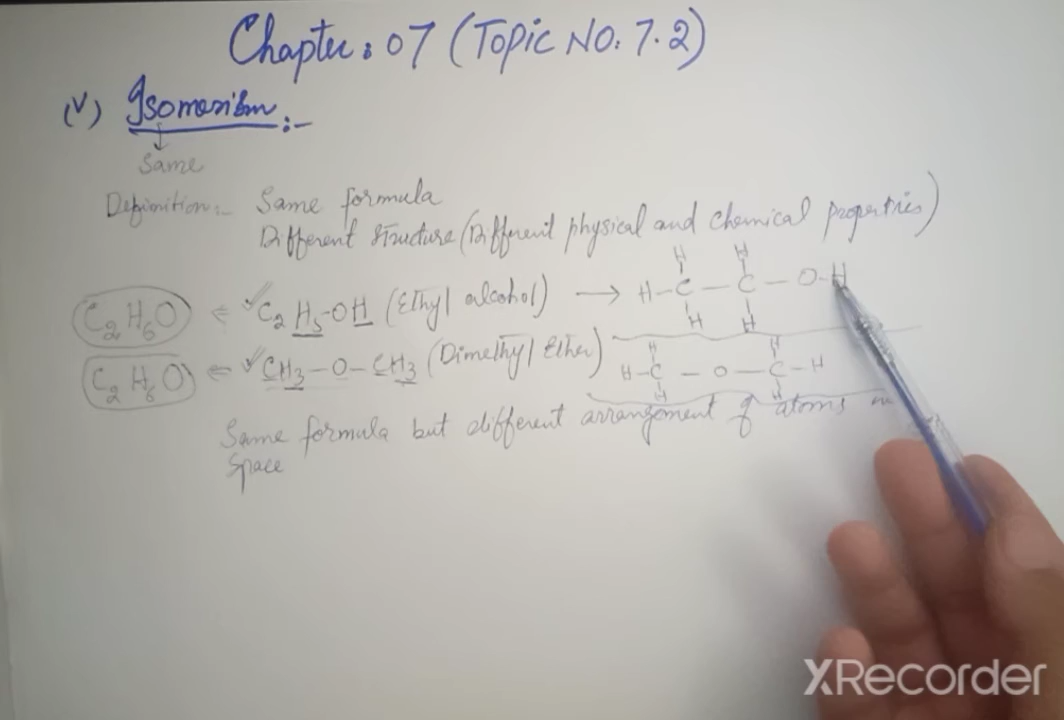 Chapter: 07 (Topic NO. 7.2)
(V) Isomerism :-
Same
Definition:- Same formula
Different Structure (Different physical and chemical properties)
C2H6O ⇐ ✓C2H5-OH (Ethyl alcohol) →
H H
H-C-C-O-H
H H
C2H6O ⇐ ✓CH3-O-CH3 (Dimethyl Ether)
H H
H-C-O-C-H
H H
Same formula but different arrangement of atoms
Space
XRecorder